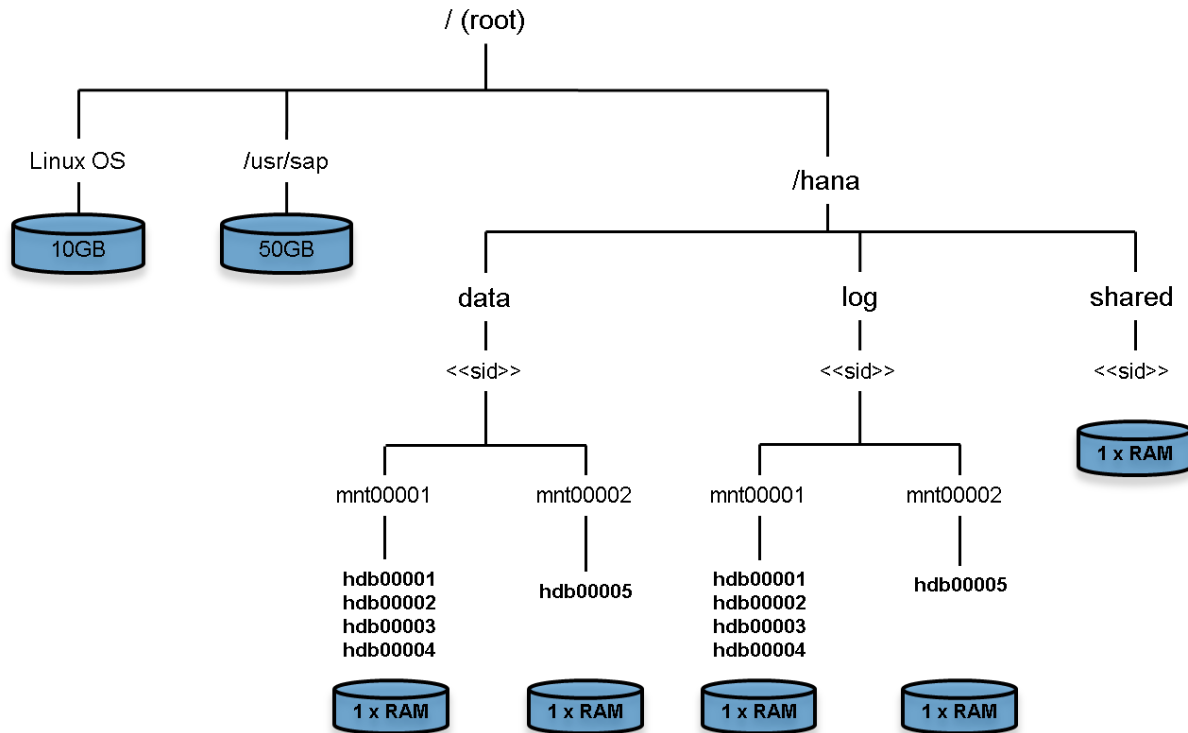 / (root)
Linux OS
/usr/sap
/hana
10GB
50GB
data
log
shared
<<sid>>
<<sid>>
<<sid>>
1 x RAM
mnt00001
mnt00002
mnt00001
mnt00002
hdb00001
hdb00002
hdb00003
hdb00004
hdb00005
hdb00001
hdb00002
hdb00003
hdb00004
hdb00005
1 x RAM
1 x RAM
1 x RAM
1 x RAM